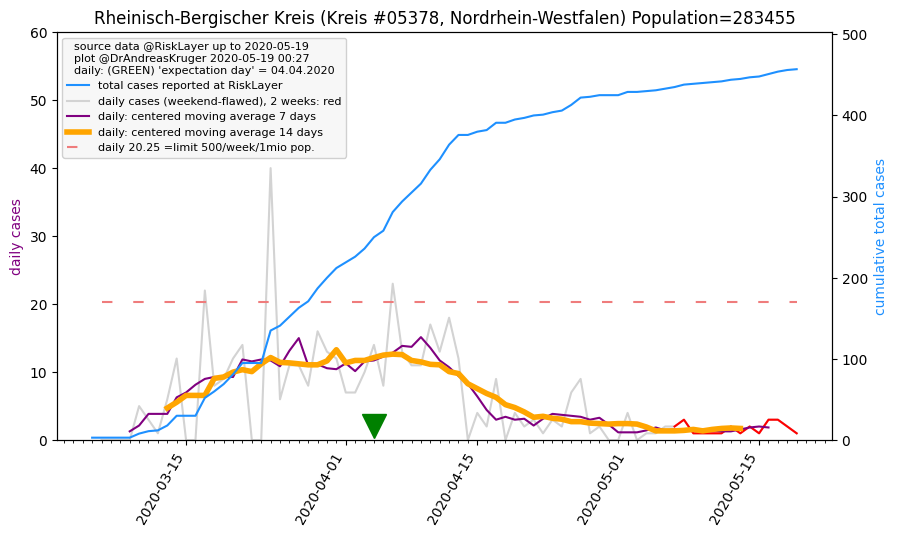 Rheinisch-Bergischer Kreis (Kreis #05378, Nordrhein-Westfalen) Population=283455
source data @RiskLayer up to 2020-05-19
plot @DrAndreasKruger 2020-05-19 00:27
daily: (GREEN) 'expectation day' = 04.04.2020
total cases reported at RiskLayer
daily cases (weekend-flawed), 2 weeks: red
daily: centered moving average 7 days
daily: centered moving average 14 days
daily 20.25 =limit 500/week/1mio pop.
daily cases
60
50
40
30
20
10
0
cumulative total cases
500
400
300
200
100
0
2020-03-15
2020-04-01
2020-04-15
2020-05-01
2020-05-15